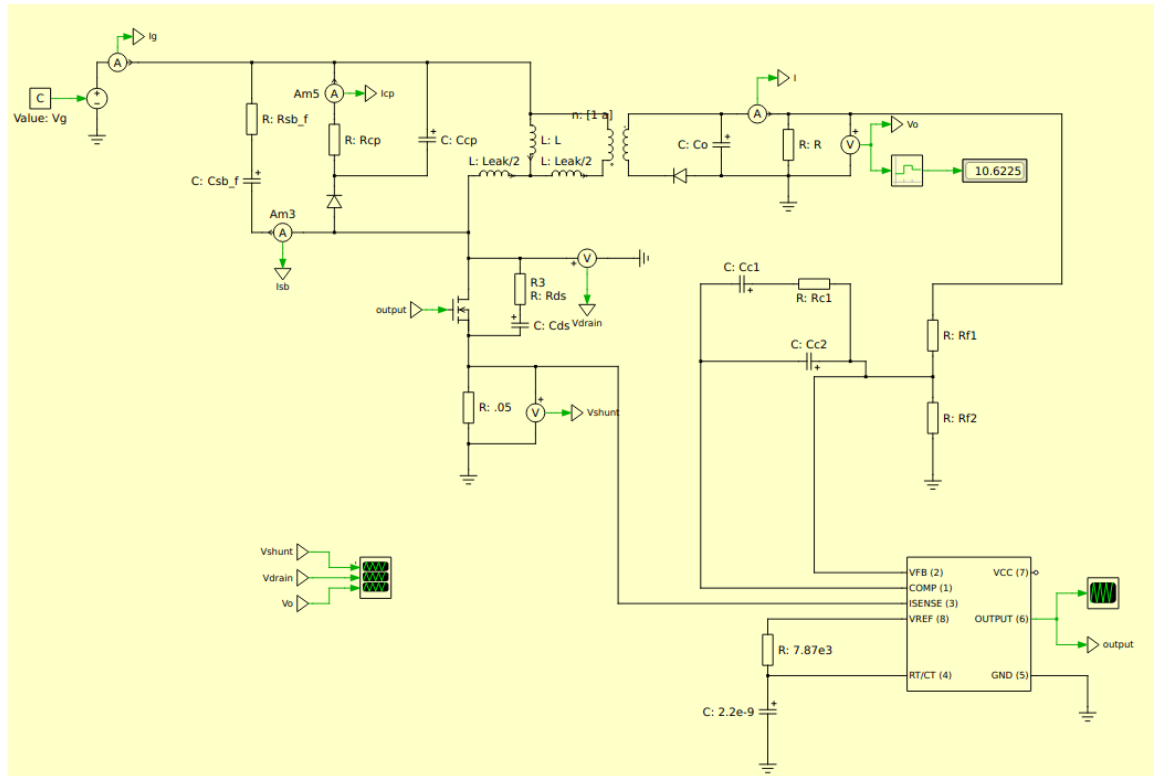 Ig
A
C
Value: Vg
R: Rsb_f
C: Csb_f
Am5
A
Icp
R: Rcp
C: Ccp
Am3
A
Isb
L: L
L: Leak/2
L: Leak/2
n: [1 a]
C: Co
I
A
R: R
V
Vo
10.6225
output
R3
R: Rds
C: Cds
V
Vdrain
R: .05
V
Vshunt
C: Cc1
R: Rc1
C: Cc2
R: Rf1
R: Rf2
Vshunt
Vdrain
Vo
VFB (2)
COMP (1)
ISENSE (3)
VREF (8)
RT/CT (4)
VCC (7)
OUTPUT (6)
GND (5)
output
R: 7.87e3
C: 2.2e-9